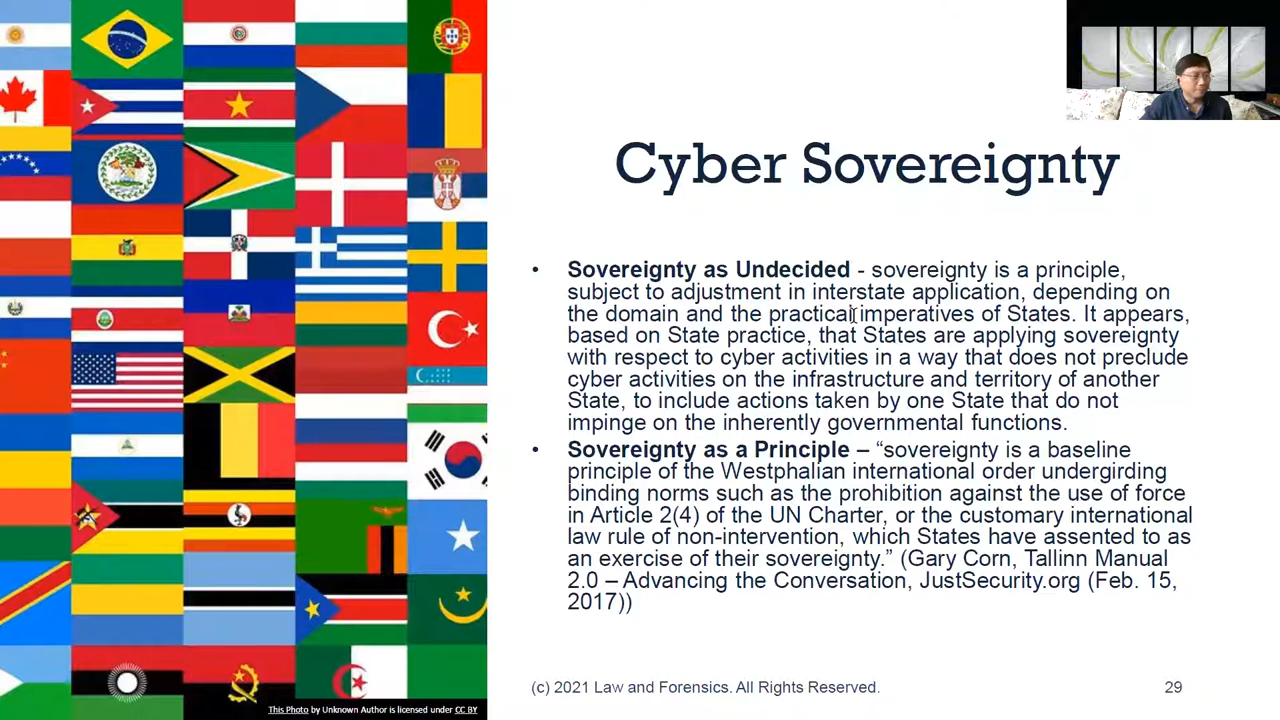 Cyber Sovereignty
• Sovereignty as Undecided - sovereignty is a principle,
subject to adjustment in interstate application, depending on
the domain and the practical imperatives of States. It appears,
based on State practice, that States are applying sovereignty
with respect to cyber activities in a way that does not preclude
cyber activities on the infrastructure and territory of another
State, to include actions taken by one State that do not
impinge on the inherently governmental functions.
• Sovereignty as a Principle – “sovereignty is a baseline
principle of the Westphalian international order undergirding
binding norms such as the prohibition against the use of force
in Article 2(4) of the UN Charter, or the customary international
law rule of non-intervention, which States have assented to as
an exercise of their sovereignty.” (Gary Corn, Tallinn Manual
2.0 – Advancing the Conversation, JustSecurity.org (Feb. 15,
2017))
(c) 2021 Law and Forensics. All Rights Reserved.
29
This Photo by Unknown Author is licensed under CC BY